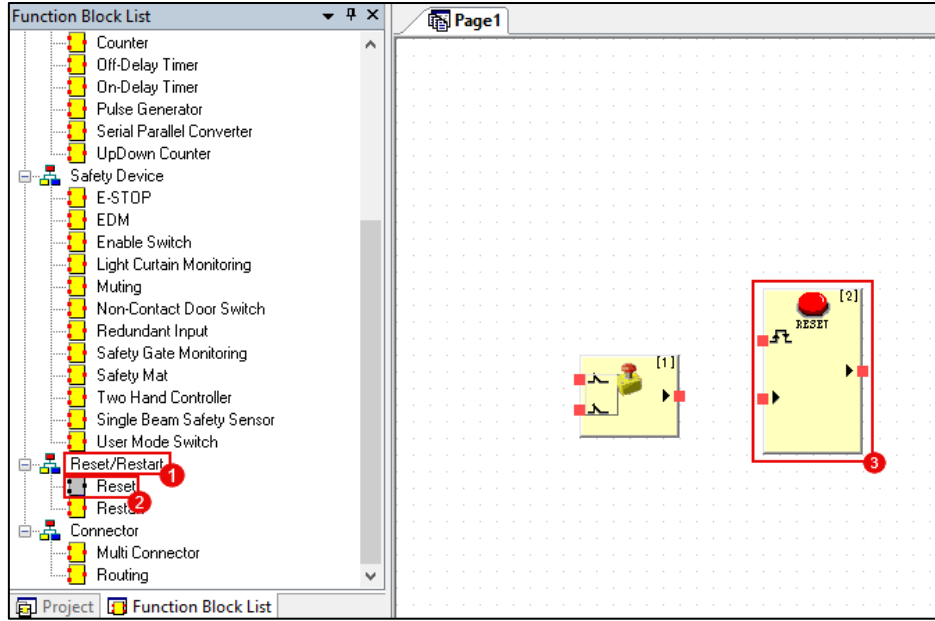 Function Block List
Counter
Off-Delay Timer
On-Delay Timer
Pulse Generator
Serial Parallel Converter
UpDown Counter
Safety Device
E-STOP
EDM
Enable Switch
Light Curtain Monitoring
Muting
Non-Contact Door Switch
Redundant Input
Safety Gate Monitoring
Safety Mat
Two Hand Controller
Single Beam Safety Sensor
User Mode Switch
Reset/Restart
1
Reset
2
Resta
Connector
Multi Connector
Routing
Project
Function Block List
Page1
[1]
[2]
RESET
3